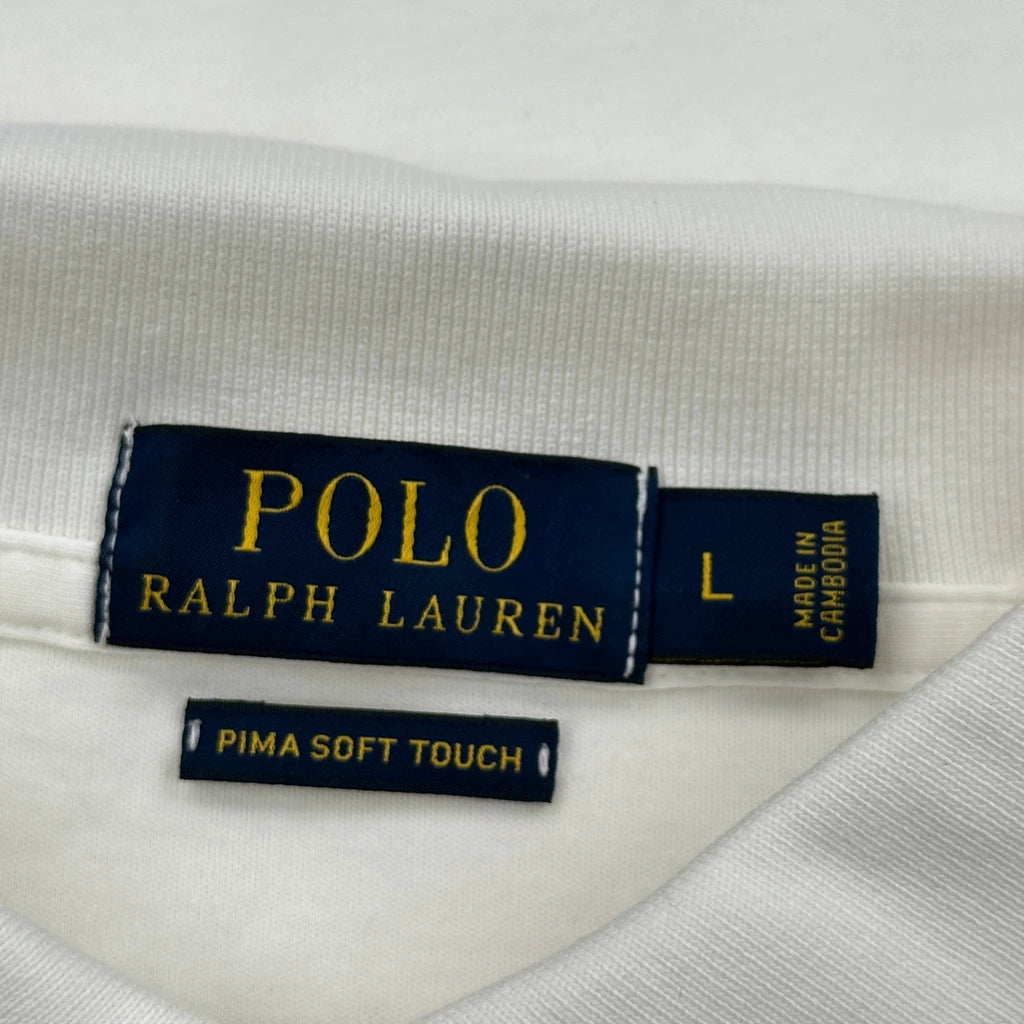 POLO
RALPH LAUREN
L
MADE IN
CAMBODIA
PIMA SOFT TOUCH